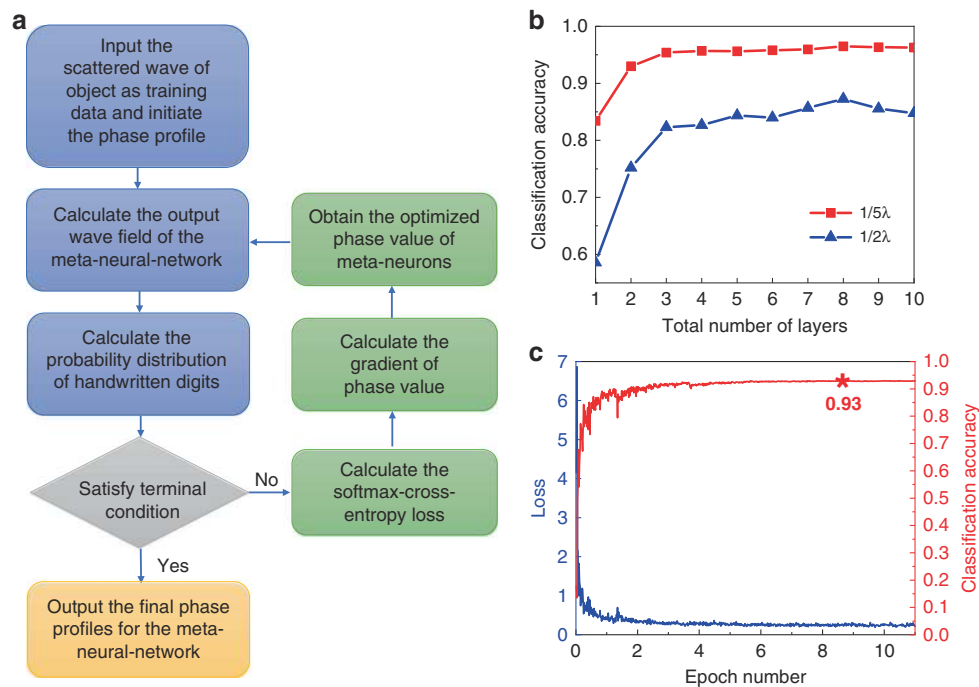 a
Input the
scattered wave of
object as training
data and initiate
the phase profile
Calculate the output
wave field of the
meta-neural-network
Calculate the
probability distribution
of handwritten digits
Satisfy terminal
condition
No
Yes
Output the final phase
profiles for the meta-
neural-network
Obtain the optimized
phase value of
meta-neurons
Calculate the
gradient of
phase value
Calculate the
softmax-cross-
entropy loss
b
Classification accuracy
1.0
0.9
0.8
0.7
0.6
1/5λ
1/2λ
1 2 3 4 5 6 7 8 9 10
Total number of layers
c
Loss
7
6
5
4
3
2
1
0
0.93
1.0
0.9
0.8
0.7
0.6
0.5
0.4
0.3
0.2
0.1
0.0
Classification accuracy
0 2 4 6 8 10
Epoch number